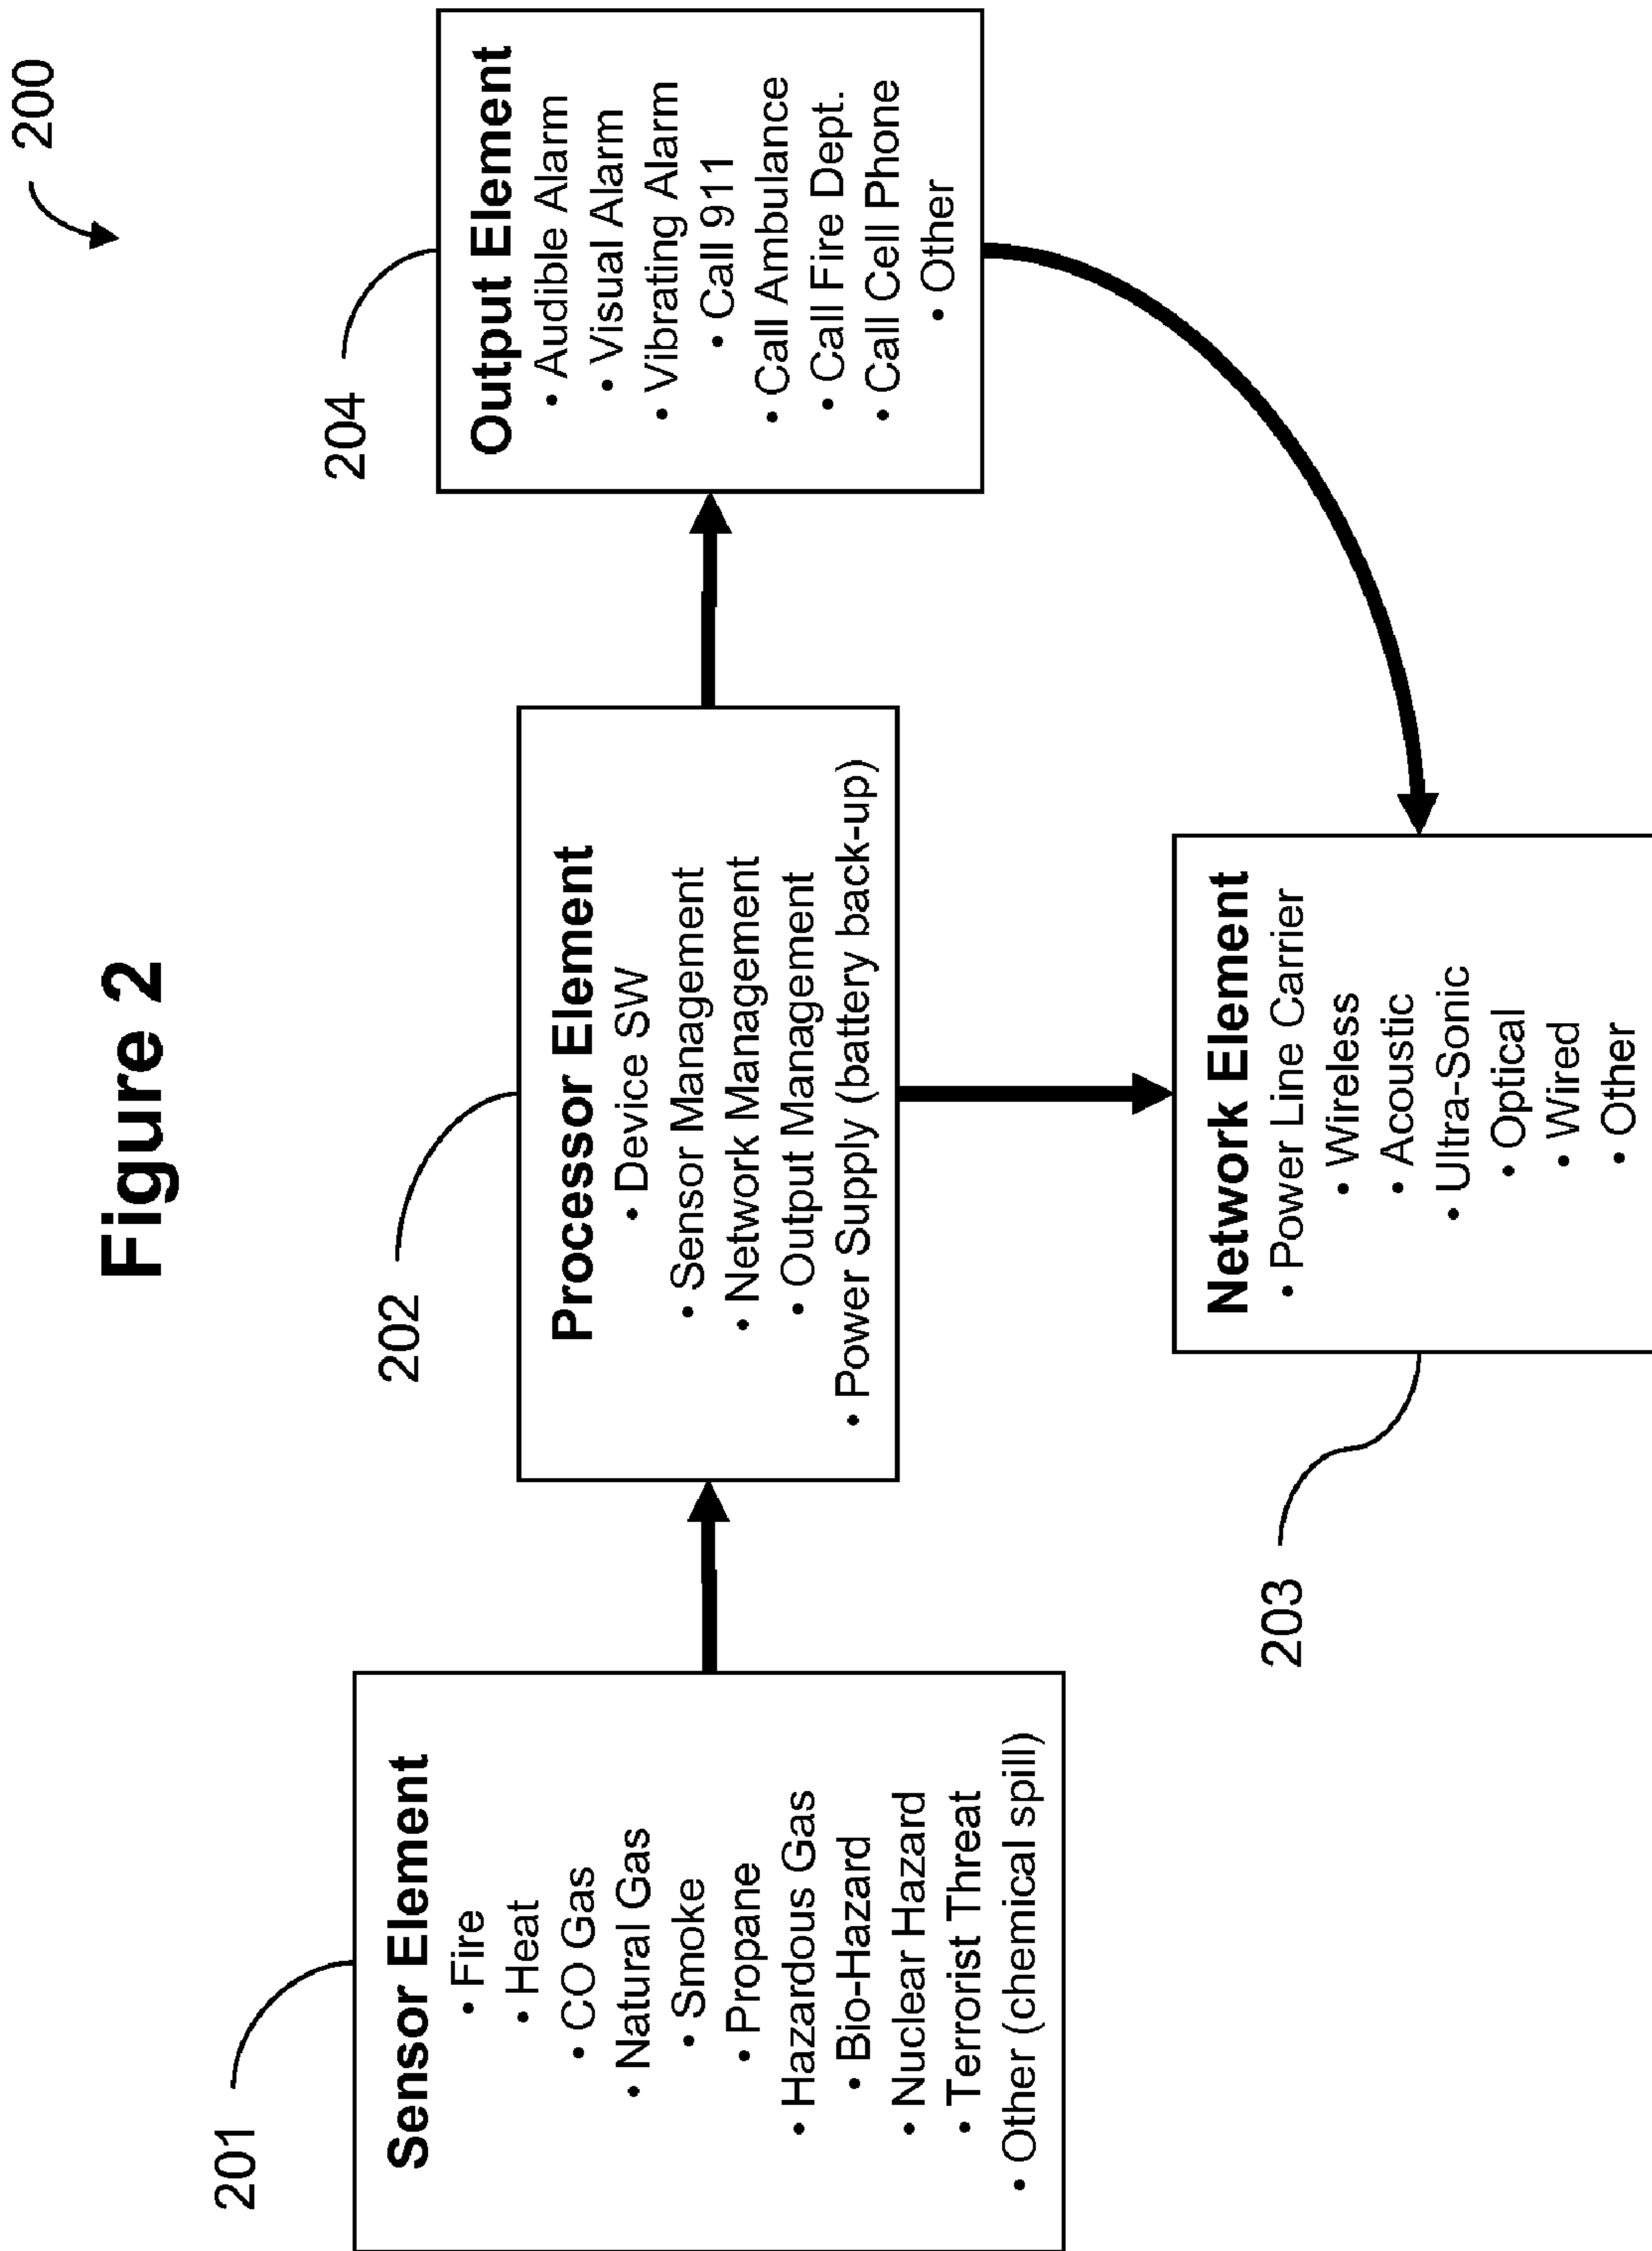 Figure 2
200
201
Sensor Element
• Fire
• Heat
• CO Gas
• Natural Gas
• Smoke
• Propane
• Hazardous Gas
• Bio-Hazard
• Nuclear Hazard
• Terrorist Threat
• Other (chemical spill)
202
Processor Element
• Device SW
• Sensor Management
• Network Management
• Output Management
• Power Supply (battery back-up)
204
Output Element
• Audible Alarm
• Visual Alarm
• Vibrating Alarm
• Call 911
• Call Ambulance
• Call Fire Dept.
• Call Cell Phone
• Other
203
Network Element
• Power Line Carrier
• Wireless
• Acoustic
• Ultra-Sonic
• Optical
• Wired
• Other